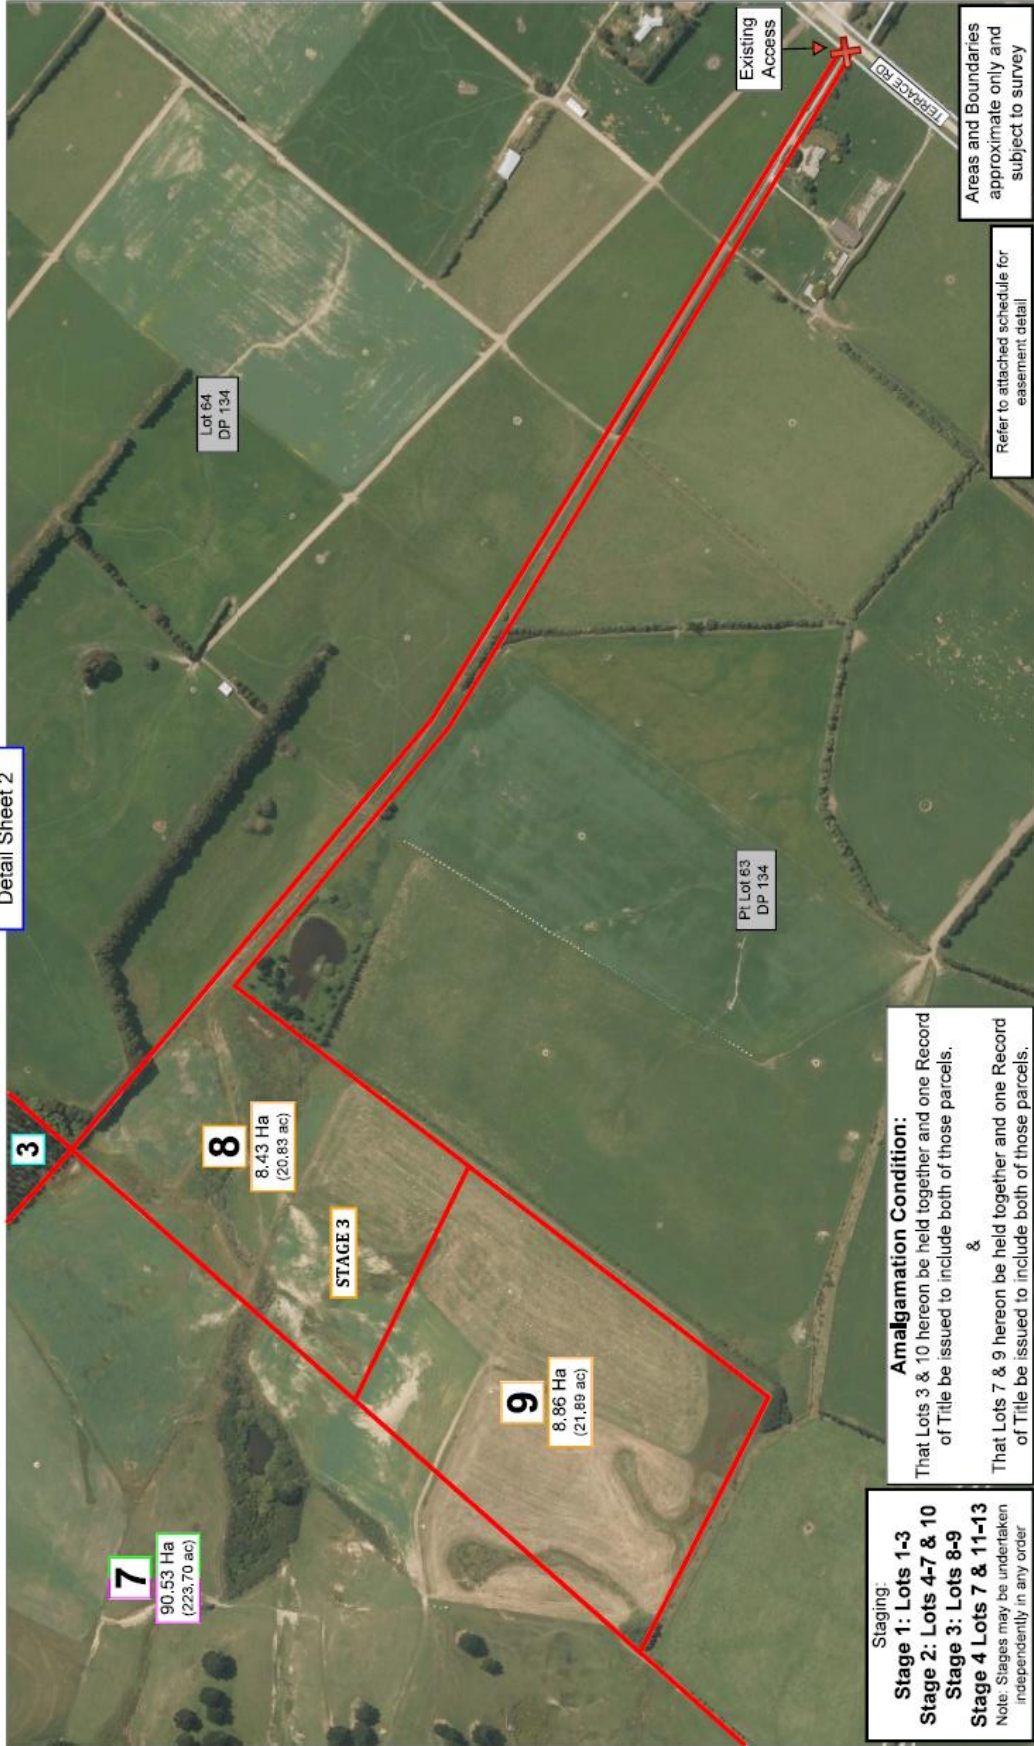 Detail Sheet 2
3
7
90.53 Ha
(223.70 ac)
8
8.43 Ha
(20.83 ac)
STAGE 3
9
8.86 Ha
(21.89 ac)
Lot 64
DP 134
Pt Lot 63
DP 134
Existing
Access
TERRACE RD
Staging:
Stage 1: Lots 1-3
Stage 2: Lots 4-7 & 10
Stage 3: Lots 8-9
Stage 4 Lots 7 & 11-13
Note: Stages may be undertaken
independently in any order
Amalgamation Condition:
That Lots 3 & 10 hereon be held together and one Record
of Title be issued to include both of those parcels.
&
That Lots 7 & 9 hereon be held together and one Record
of Title be issued to include both of those parcels.
Refer to attached schedule for
easement detail
Areas and Boundaries
approximate only and
subject to survey